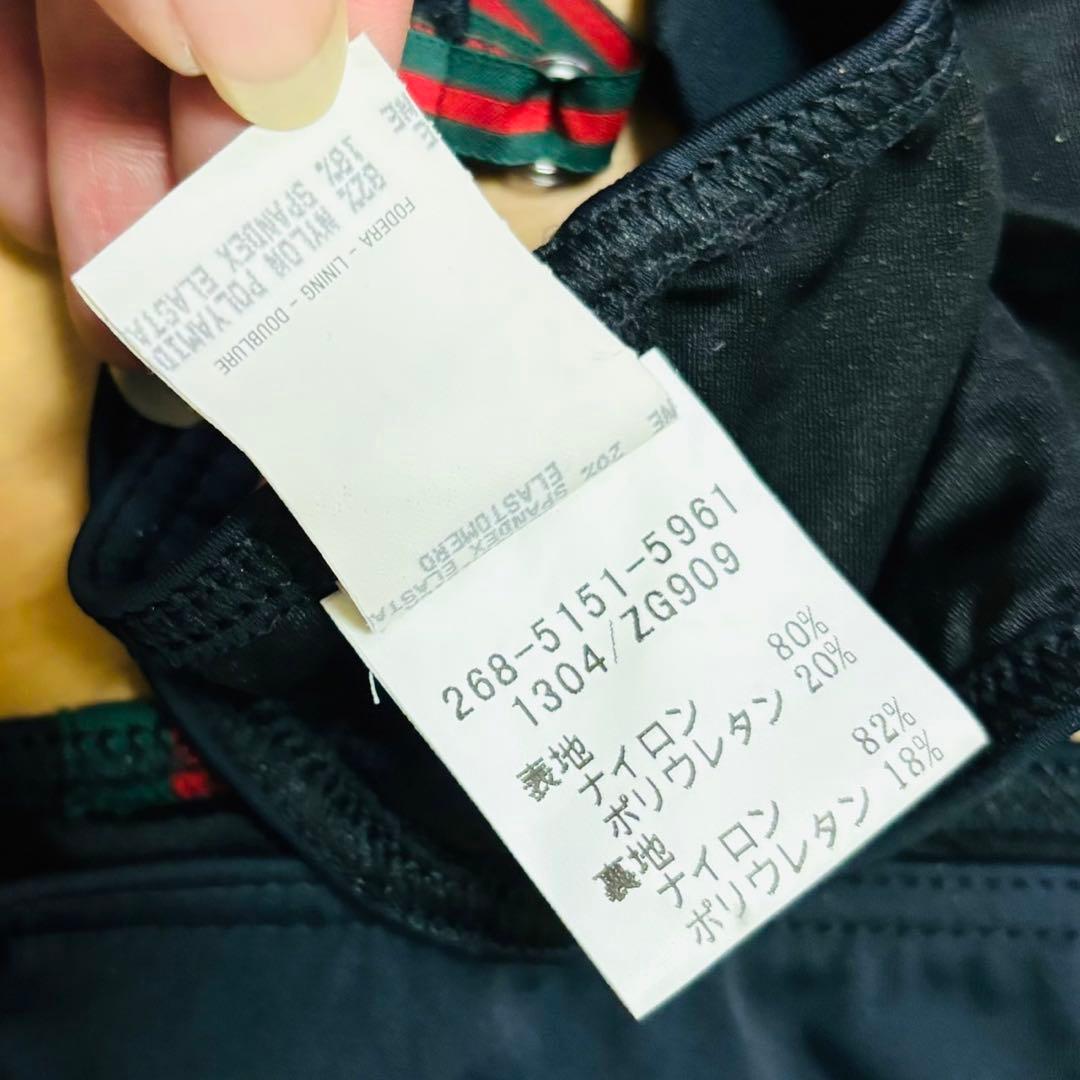 82% NYLON POLYAMID
18% SPANDEX ELASTA
FODERA - LINING - DOUBLURE
20%
SPANDEX ELASTA
ELASTOMERO
268-5151-5961
1304/ZG909
表地
ナイロン 80%
ポリウレタン 20%
裏地
ナイロン 82%
ポリウレタン 18%